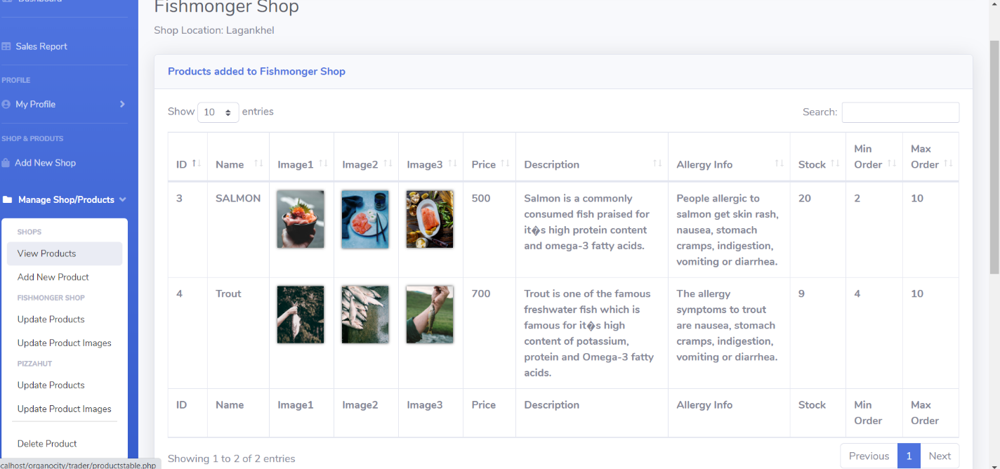 Dashboard
Sales Report
PROFILE
My Profile
SHOP & PRODUTS
Add New Shop
Manage Shop/Products
SHOPS
View Products
Add New Product
FISHMONGER SHOP
Update Products
Update Product Images
PIZZAHUT
Update Products
Update Product Images
Delete Product
calhost/organocity/trader/productstable.php
Fishmonger Shop
Shop Location: Lagankhel
Products added to Fishmonger Shop
Show 10 entries
Search:
ID Name Image1 Image2 Image3 Price Description Allergy Info Stock Min Order Max Order
3 SALMON 500
Salmon is a commonly
consumed fish praised for
it�s high protein content
and omega-3 fatty acids.
People allergic to
salmon get skin rash,
nausea, stomach
cramps, indigestion,
vomiting or diarrhea.
20 2 10
4 Trout 700
Trout is one of the famous
freshwater fish which is
famous for it�s high
content of potassium,
protein and Omega-3 fatty
acids.
The allergy
symptoms to trout
are nausea, stomach
cramps, indigestion,
vomiting or diarrhea.
9 4 10
ID Name Image1 Image2 Image3 Price Description Allergy Info Stock Min Order Max Order
Showing 1 to 2 of 2 entries
Previous 1 Next